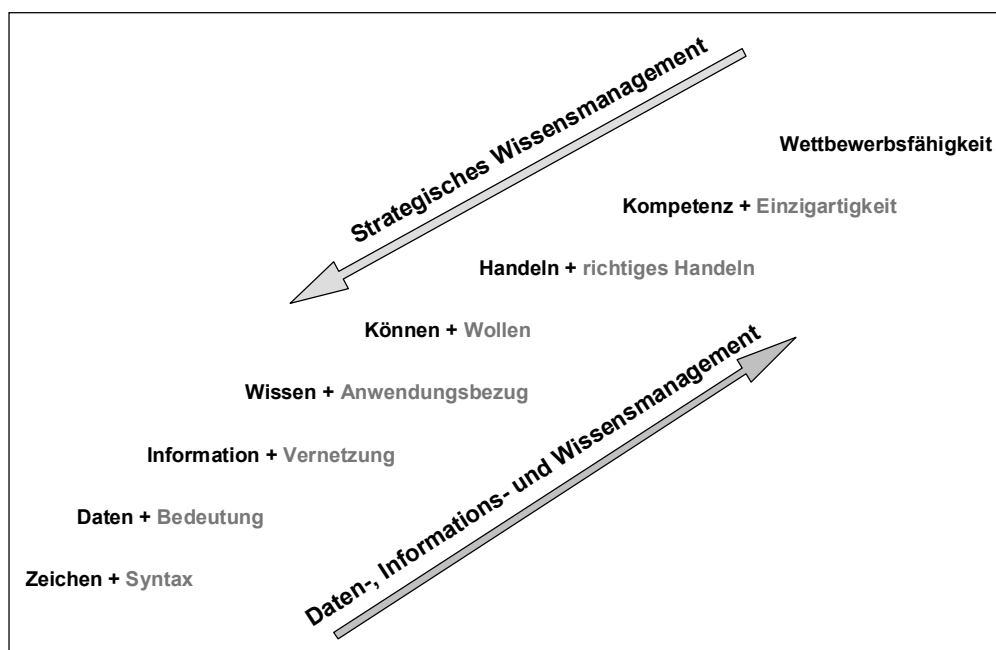 Strategisches Wissensmanagement
Wettbewerbsfähigkeit
Kompetenz + Einzigartigkeit
Handeln + richtiges Handeln
Können + Wollen
Wissen + Anwendungsbezug
Information + Vernetzung
Daten + Bedeutung
Zeichen + Syntax
Daten-, Informations- und Wissensmanagement